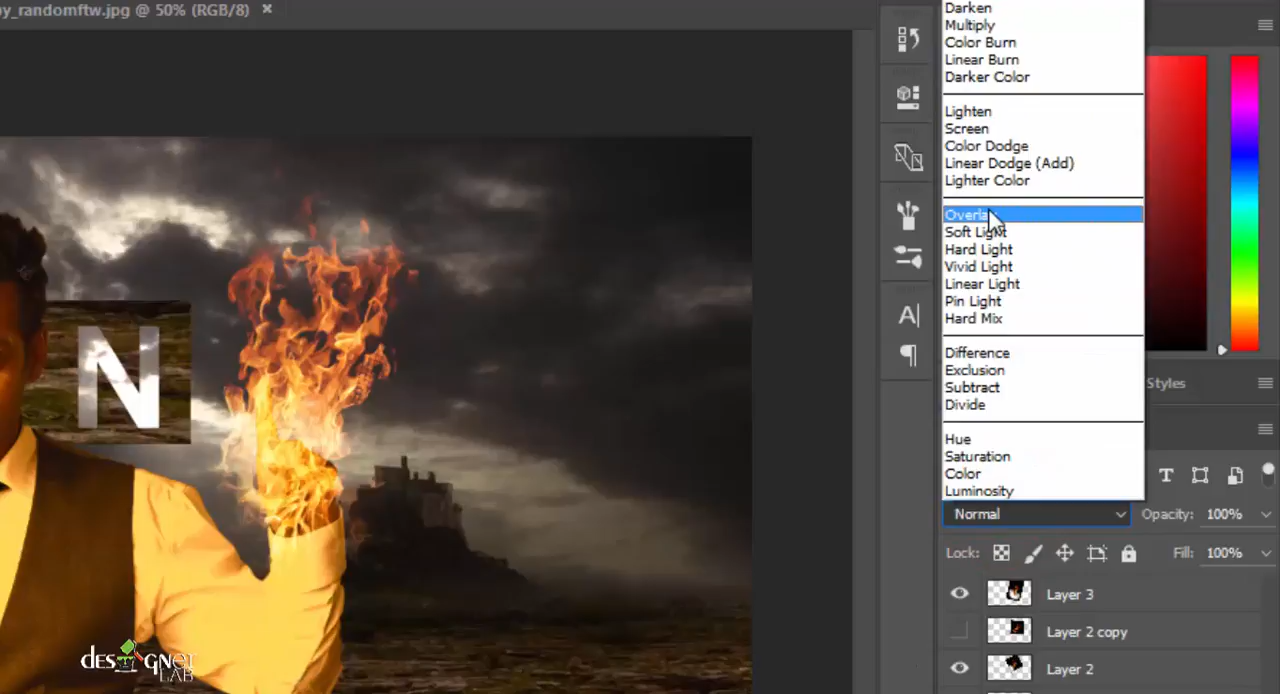 by_randomftw.jpg @ 50% (RGB/8) ×
Darken
Multiply
Color Burn
Linear Burn
Darker Color
Lighten
Screen
Color Dodge
Linear Dodge (Add)
Lighter Color
Overlay
Soft Light
Hard Light
Vivid Light
Linear Light
Pin Light
Hard Mix
Difference
Exclusion
Subtract
Divide
Hue
Saturation
Color
Luminosity
Styles
Normal
Opacity: 100%
Lock:
Fill: 100%
Layer 3
Layer 2 copy
Layer 2
N
designer
LAB